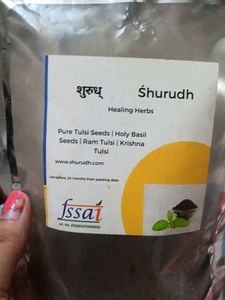 शुरुध्
Shurudh
Healing Herbs
Pure Tulsi Seeds | Holy Basil
Seeds | Ram Tulsi | Krishna
Tulsi
www.shurudh.com
Use before, 24 months from packing date
fssai